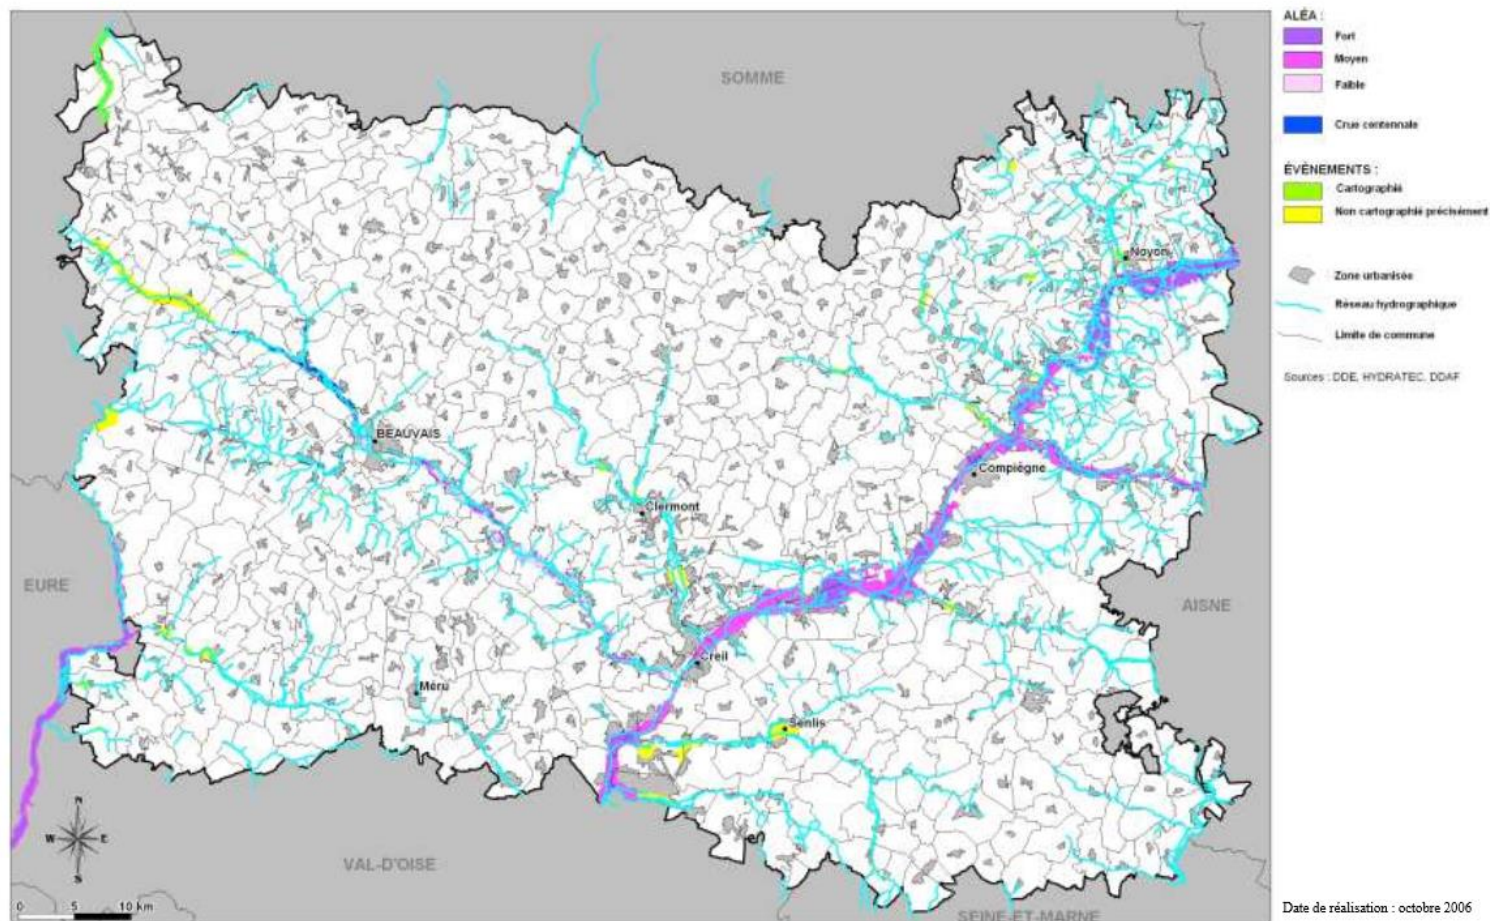 SOMME
Noyon
BEAUVAIS
Compiègne
Clermont
EURE
AISNE
Creil
Méru
Senlis
N
W
E
S
VAL-D'OISE
SEINE-ET-MARNE
0 5 10 km
ALÉA :
Fort
Moyen
Faible
Crue centennale
ÉVÈNEMENTS :
Cartographié
Non cartographié précisément
Zone urbanisée
Réseau hydrographique
Limite de commune
Sources : DDE, HYDRATEC, DDAF
Date de réalisation : octobre 2006